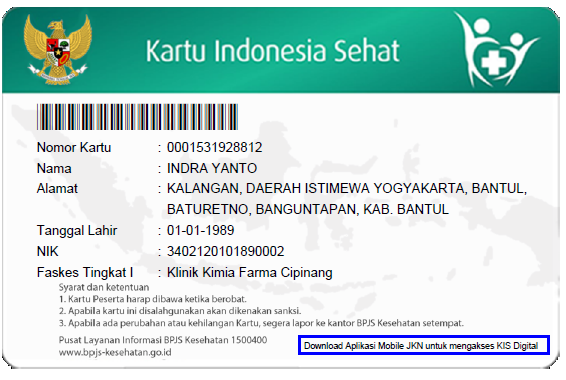 Kartu Indonesia Sehat
Nomor Kartu : 0001531928812
Nama : INDRA YANTO
Alamat : KALANGAN, DAERAH ISTIMEWA YOGYAKARTA, BANTUL,
BATURETNO, BANGUNTAPAN, KAB. BANTUL
Tanggal Lahir : 01-01-1989
NIK : 3402120101890002
Faskes Tingkat I : Klinik Kimia Farma Cipinang
Syarat dan ketentuan
1. Kartu Peserta harap dibawa ketika berobat.
2. Apabila kartu ini disalahgunakan akan dikenakan sanksi.
3. Apabila ada perubahan atau kehilangan Kartu, segera lapor ke kantor BPJS Kesehatan setempat.
Pusat Layanan Informasi BPJS Kesehatan 1500400
www.bpjs-kesehatan.go.id
Download Aplikasi Mobile JKN untuk mengakses KIS Digital